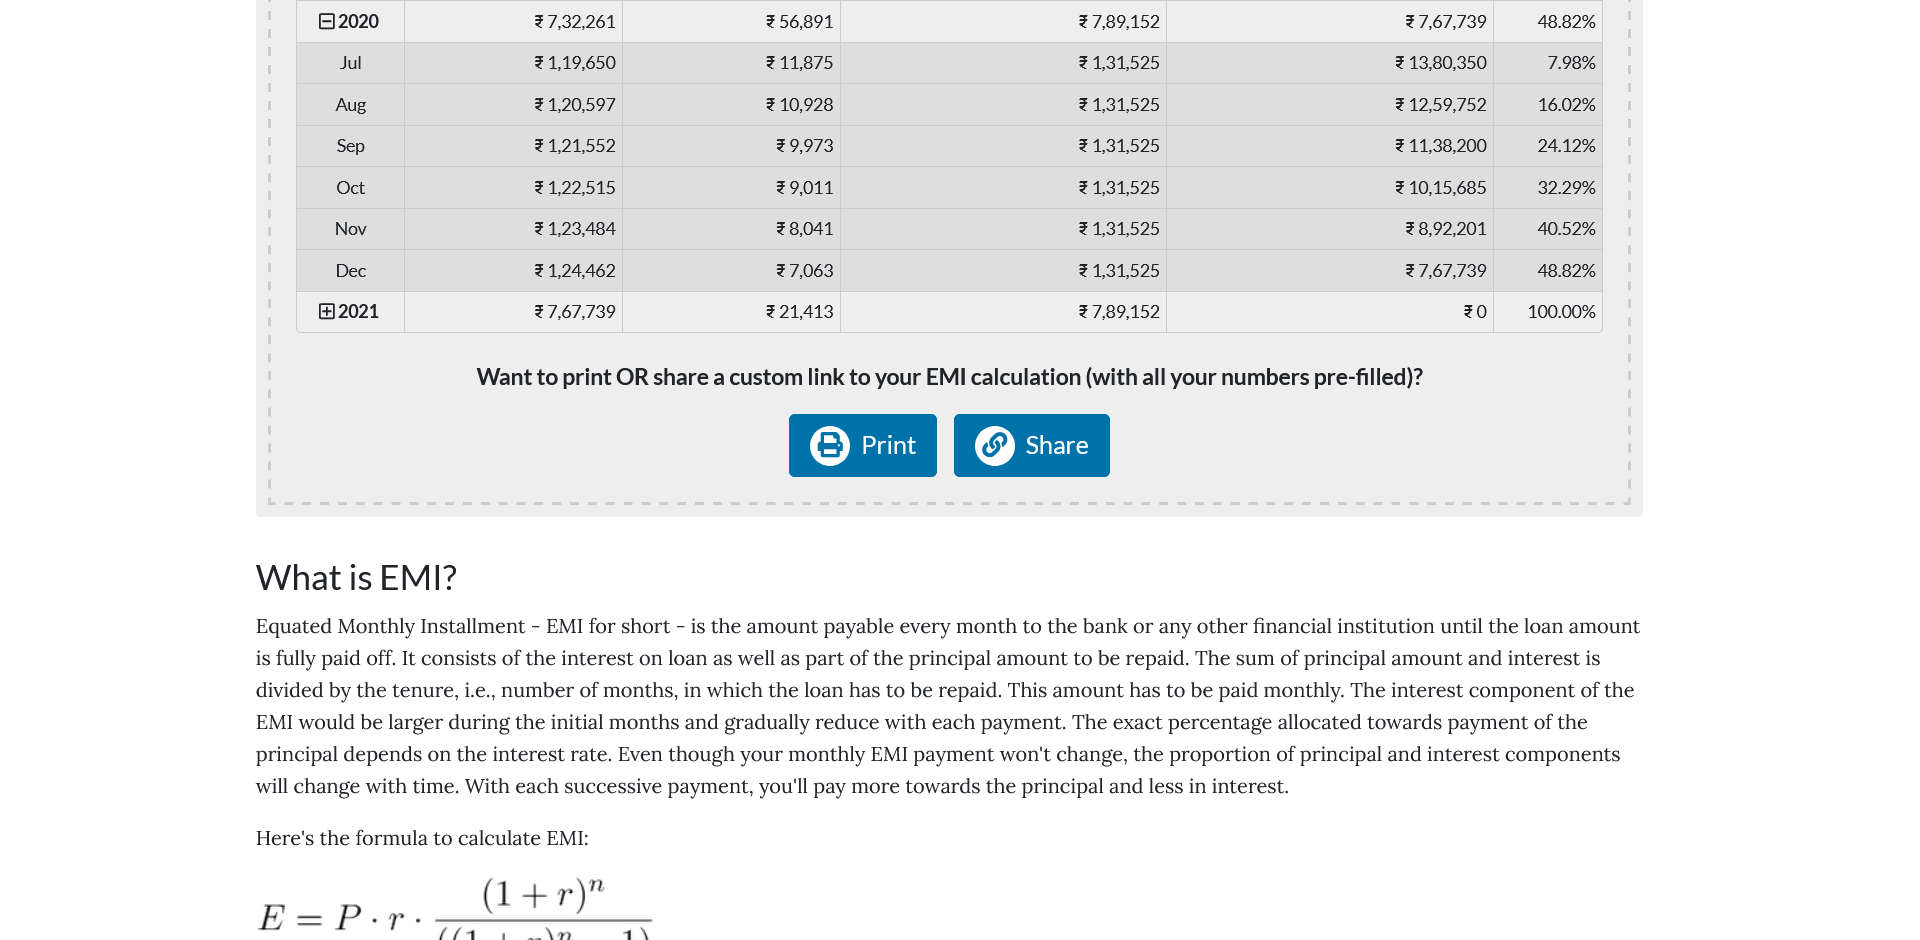 2020 ₹ 7,32,261 ₹ 56,891 ₹ 7,89,152 ₹ 7,67,739 48.82%
Jul ₹ 1,19,650 ₹ 11,875 ₹ 1,31,525 ₹ 13,80,350 7.98%
Aug ₹ 1,20,597 ₹ 10,928 ₹ 1,31,525 ₹ 12,59,752 16.02%
Sep ₹ 1,21,552 ₹ 9,973 ₹ 1,31,525 ₹ 11,38,200 24.12%
Oct ₹ 1,22,515 ₹ 9,011 ₹ 1,31,525 ₹ 10,15,685 32.29%
Nov ₹ 1,23,484 ₹ 8,041 ₹ 1,31,525 ₹ 8,92,201 40.52%
Dec ₹ 1,24,462 ₹ 7,063 ₹ 1,31,525 ₹ 7,67,739 48.82%
2021 ₹ 7,67,739 ₹ 21,413 ₹ 7,89,152 ₹ 0 100.00%
Want to print OR share a custom link to your EMI calculation (with all your numbers pre-filled)?
Print Share
What is EMI?
Equated Monthly Installment - EMI for short - is the amount payable every month to the bank or any other financial institution until the loan amount
is fully paid off. It consists of the interest on loan as well as part of the principal amount to be repaid. The sum of principal amount and interest is
divided by the tenure, i.e., number of months, in which the loan has to be repaid. This amount has to be paid monthly. The interest component of the
EMI would be larger during the initial months and gradually reduce with each payment. The exact percentage allocated towards payment of the
principal depends on the interest rate. Even though your monthly EMI payment won't change, the proportion of principal and interest components
will change with time. With each successive payment, you'll pay more towards the principal and less in interest.
Here's the formula to calculate EMI:
(1 + r)^n
E = P · r ·
((1 + r)^n − 1)